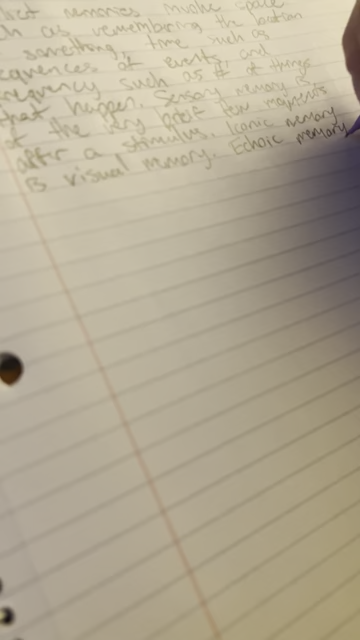 memories involve space
as remembering the location
something, time such as
sequences of events, and
frequency such as # of things
that happen. Sensory memory is
of the very brief few moments
after a stimulus. Iconic memory
is visual memory. Echoic memory